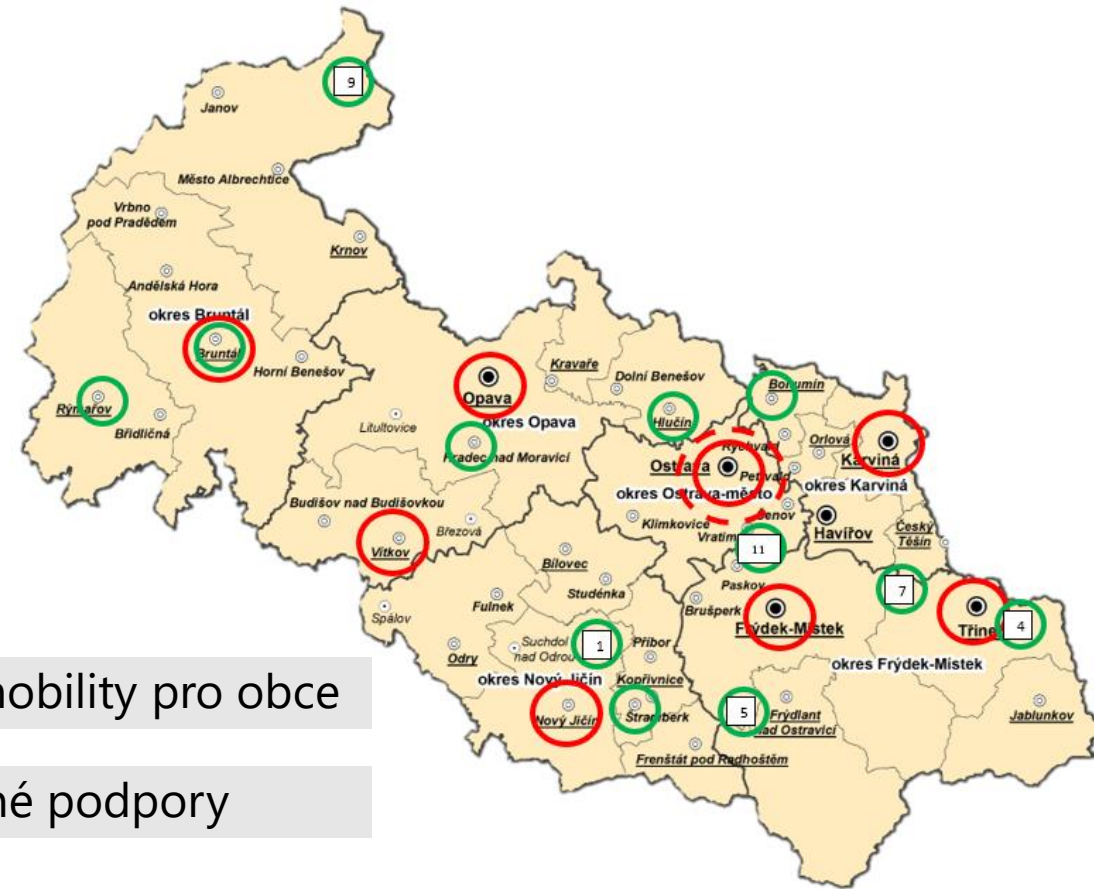 9
Janov
Město Albrechtice
Vrbno
pod Pradědem
Krnov
Andělská Hora
okres Bruntál
Bruntál
Horní Benešov
Rýmařov
Břidličná
Opava
okres Opava
Kravaře
Dolní Benešov
Hlučín
Bohumín
Litultovice
Hradec nad Moravicí
Rychvald
Orlová
Karviná
Ostrava
Petřvald
okres Karviná
okres Ostrava-město
Budišov nad Budišovkou
Březová
Klimkovice
Šenov
Havířov
Vratimov
Český
Těšín
11
Vítkov
Bílovec
Studénka
Paskov
7
Brušperk
Fulnek
Spálov
Frýdek-Místek
Třinec
4
Suchdol
nad Odrou
1
Příbor
Odry
okres Nový Jičín
Kopřivnice
okres Frýdek-Místek
mobility pro obce
Nový Jičín
Štramberk
5
Frýdlant
nad Ostravicí
Jablunkov
Frenštát pod Radhoštěm
né podpory